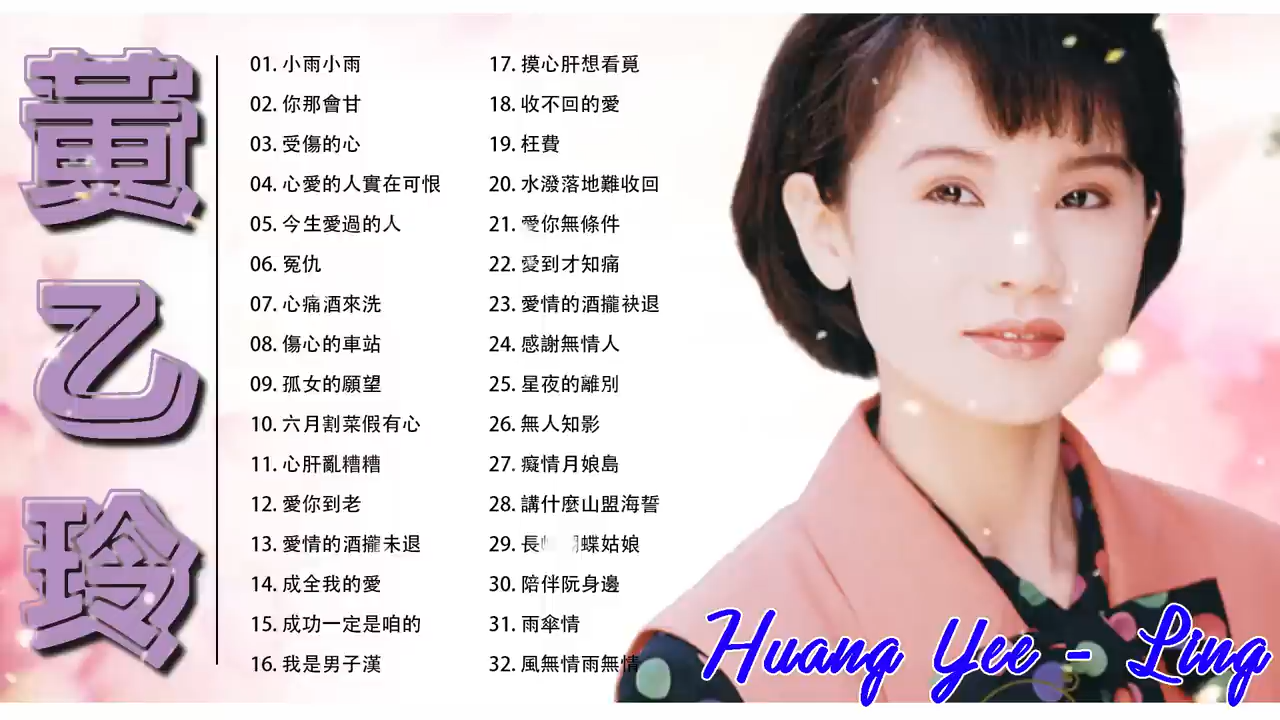 黃乙玲
01. 小雨小雨
02. 你那會甘
03. 受傷的心
04. 心愛的人實在可恨
05. 今生愛過的人
06. 冤仇
07. 心痛酒來洗
08. 傷心的車站
09. 孤女的願望
10. 六月割菜假有心
11. 心肝亂糟糟
12. 愛你到老
13. 愛情的酒攏未退
14. 成全我的愛
15. 成功一定是咱的
16. 我是男子漢
17. 摸心肝想看覓
18. 收不回的愛
19. 枉費
20. 水潑落地難收回
21. 愛你無條件
22. 愛到才知痛
23. 愛情的酒攏袂退
24. 感謝無情人
25. 星夜的離別
26. 無人知影
27. 癡情月娘島
28. 講什麼山盟海誓
29. 長 蝶姑娘
30. 陪伴阮身邊
31. 雨傘情
32. 風無情雨無情
Huang Yee - Ling